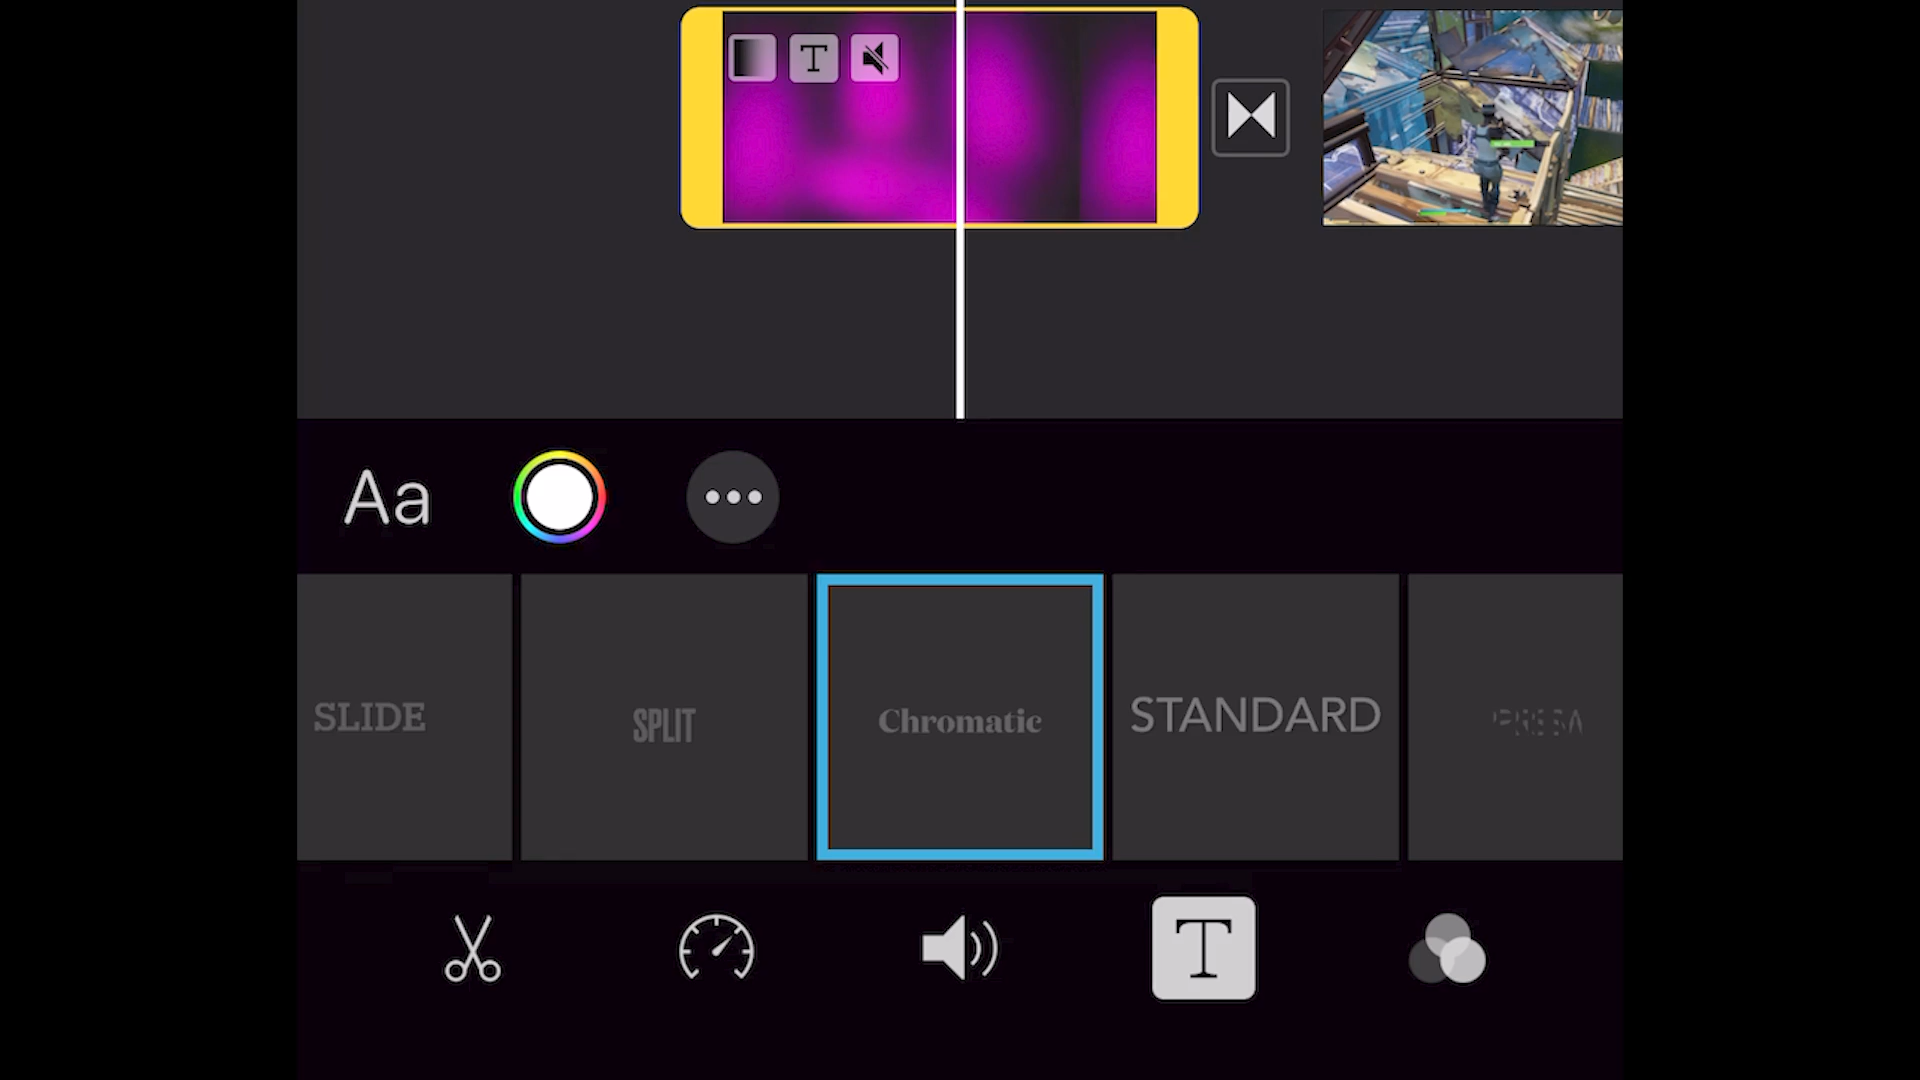 T
Aa
SLIDE
SPLIT
Chromatic
STANDARD
T